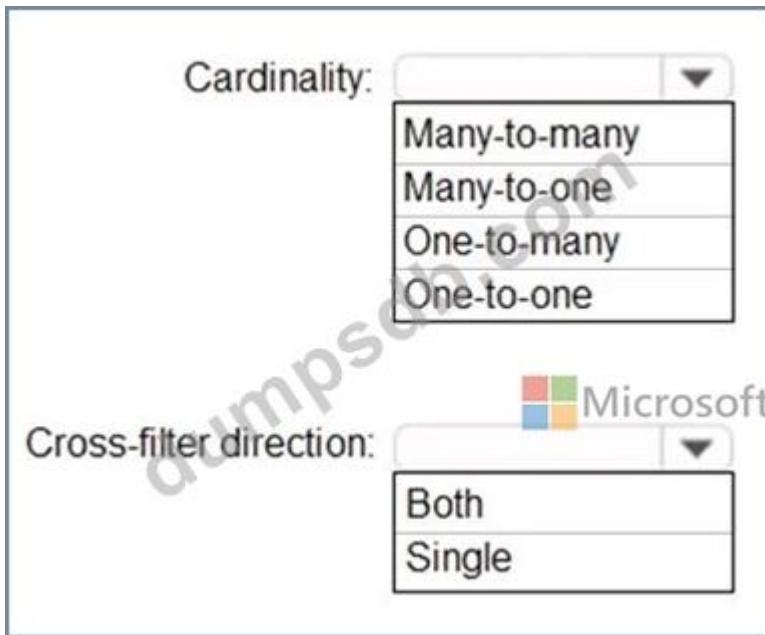 Cardinality:
Many-to-many
Many-to-one
One-to-many
One-to-one
dumpsdb.com
Microsoft
Cross-filter direction:
Both
Single